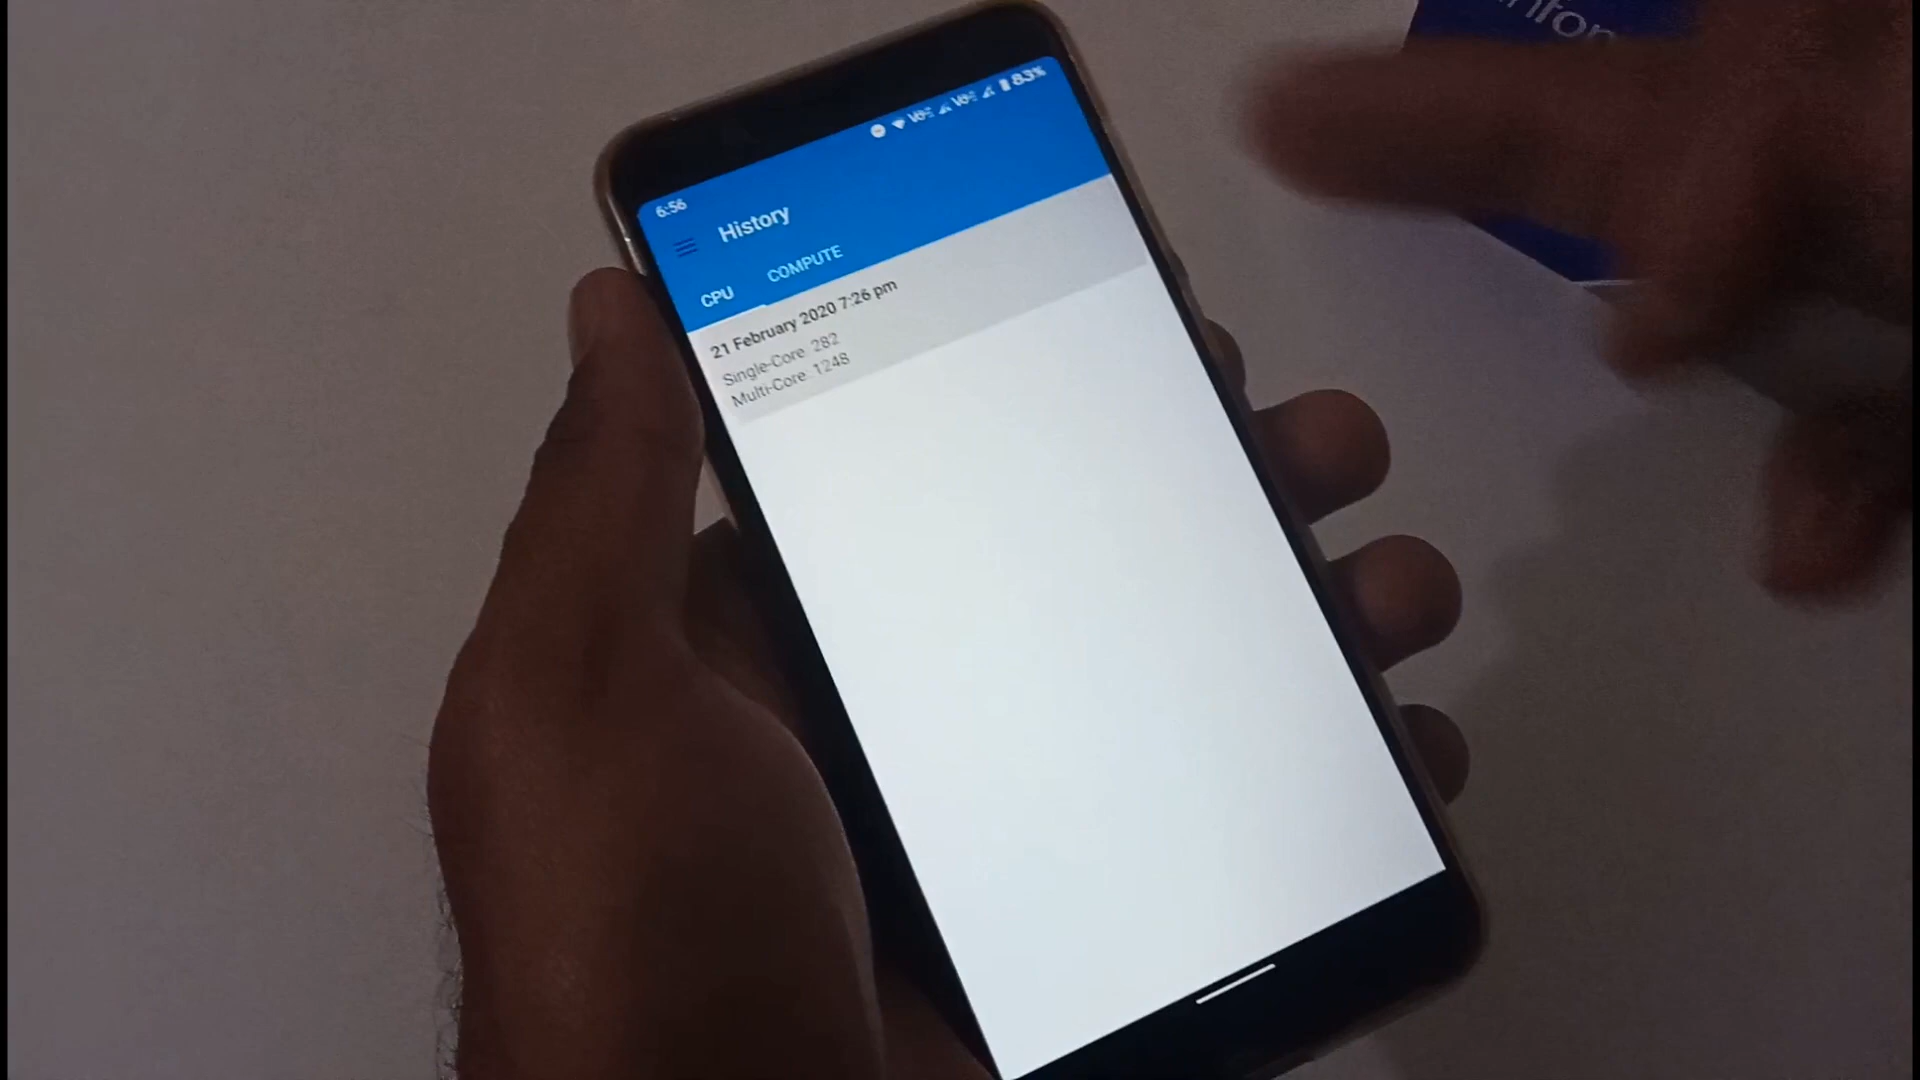 6:56
83%
History
CPU
COMPUTE
21 February 2020 7:26 pm
Single-Core 282
Multi-Core 1248